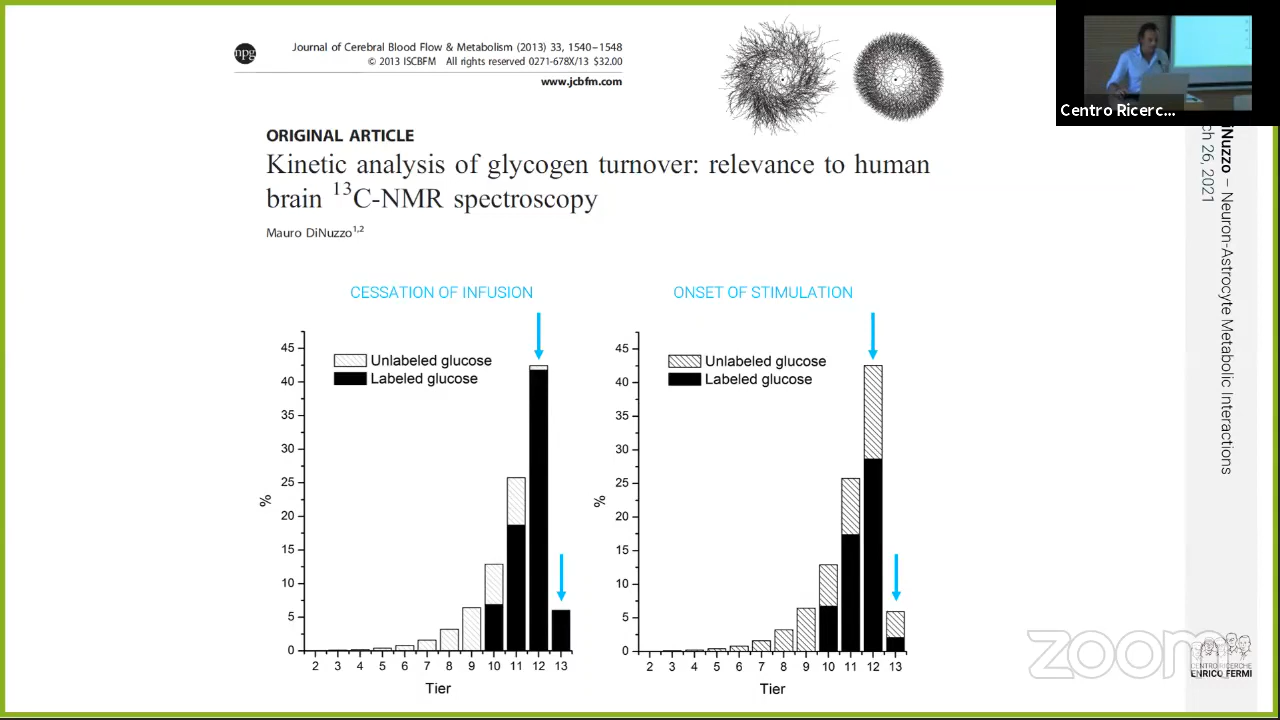 npg
Journal of Cerebral Blood Flow & Metabolism (2013) 33, 1540–1548
© 2013 ISCBFM All rights reserved 0271-678X/13 $32.00
www.jcbfm.com
ORIGINAL ARTICLE
Kinetic analysis of glycogen turnover: relevance to human
brain 13C-NMR spectroscopy
Mauro DiNuzzo1,2
CESSATION OF INFUSION
Unlabeled glucose
Labeled glucose
45
40
35
30
25
20
15
10
5
0
%
2 3 4 5 6 7 8 9 10 11 12 13
Tier
ONSET OF STIMULATION
Unlabeled glucose
Labeled glucose
45
40
35
30
25
20
15
10
5
0
%
2 3 4 5 6 7 8 9 10 11 12 13
Tier
Centro Ricerc...
iNuzzo – Neuron-Astrocyte Metabolic Interactions
ch 26, 2021
zoom
CENTRO RICERCHE
ENRICO FERMI